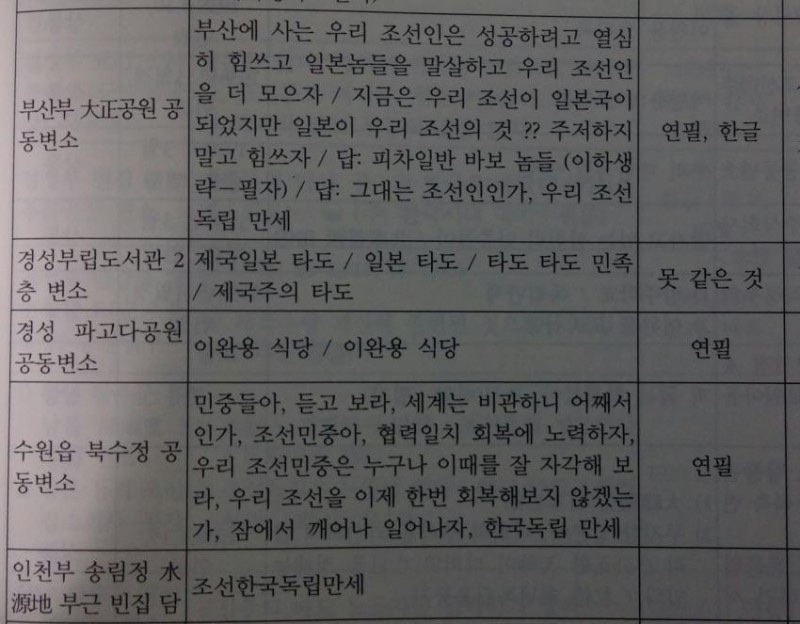 부산부 大正공원 공
동변소
부산에 사는 우리 조선인은 성공하려고 열심
히 힘쓰고 일본놈들을 말살하고 우리 조선인
을 더 모으자 / 지금은 우리 조선이 일본국이
되었지만 일본이 우리 조선의 것 ?? 주저하지
말고 힘쓰자 / 답: 피차일반 바보 놈들 (이하생
략－필자) / 답: 그대는 조선인인가, 우리 조선
독립 만세
연필, 한글
경성부립도서관 2
층 변소
제국일본 타도 / 일본 타도 / 타도 타도 민족
/ 제국주의 타도
못 같은 것
경성 파고다공원
공동변소
이완용 식당 / 이완용 식당
연필
수원읍 북수정 공
동변소
민중들아, 듣고 보라, 세계는 비관하니 어째서
인가, 조선민중아, 협력일치 회복에 노력하자,
우리 조선민중은 누구나 이때를 잘 자각해 보
라, 우리 조선을 이제 한번 회복해보지 않겠는
가, 잠에서 깨어나 일어나자, 한국독립 만세
연필
인천부 송림정 水
源地 부근 빈집 담
조선한국독립만세